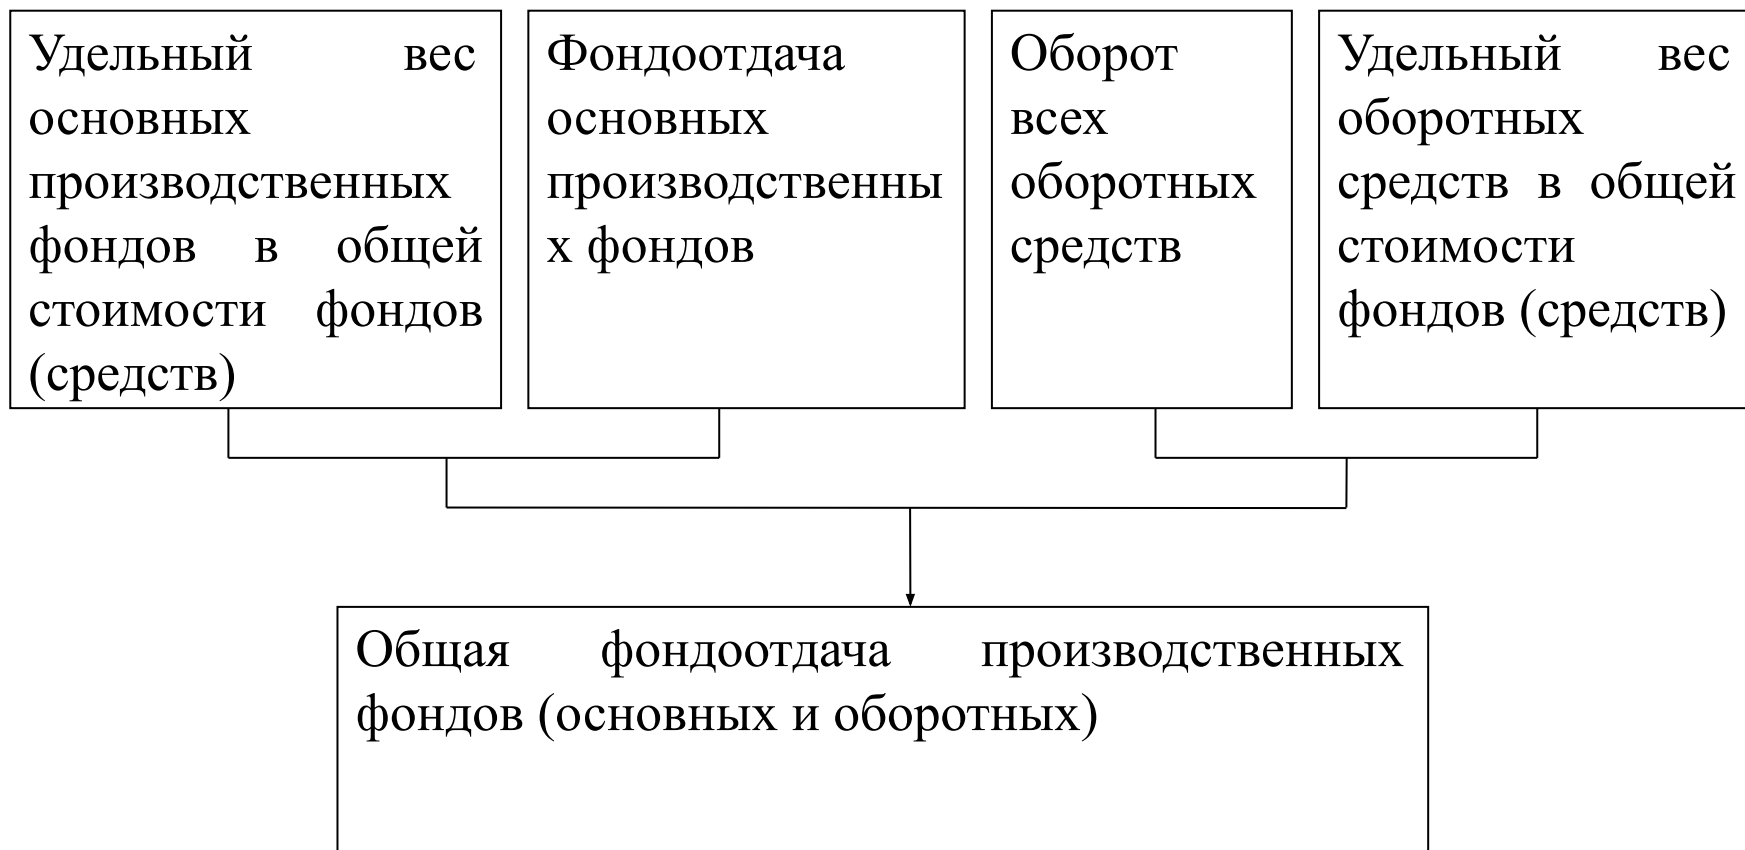 Удельный вес
основных
производственных
фондов в общей
стоимости фондов
(средств)
Фондоотдача
основных
производственны
х фондов
Оборот
всех
оборотных
средств
Удельный вес
оборотных
средств в общей
стоимости
фондов (средств)
Общая фондоотдача производственных
фондов (основных и оборотных)